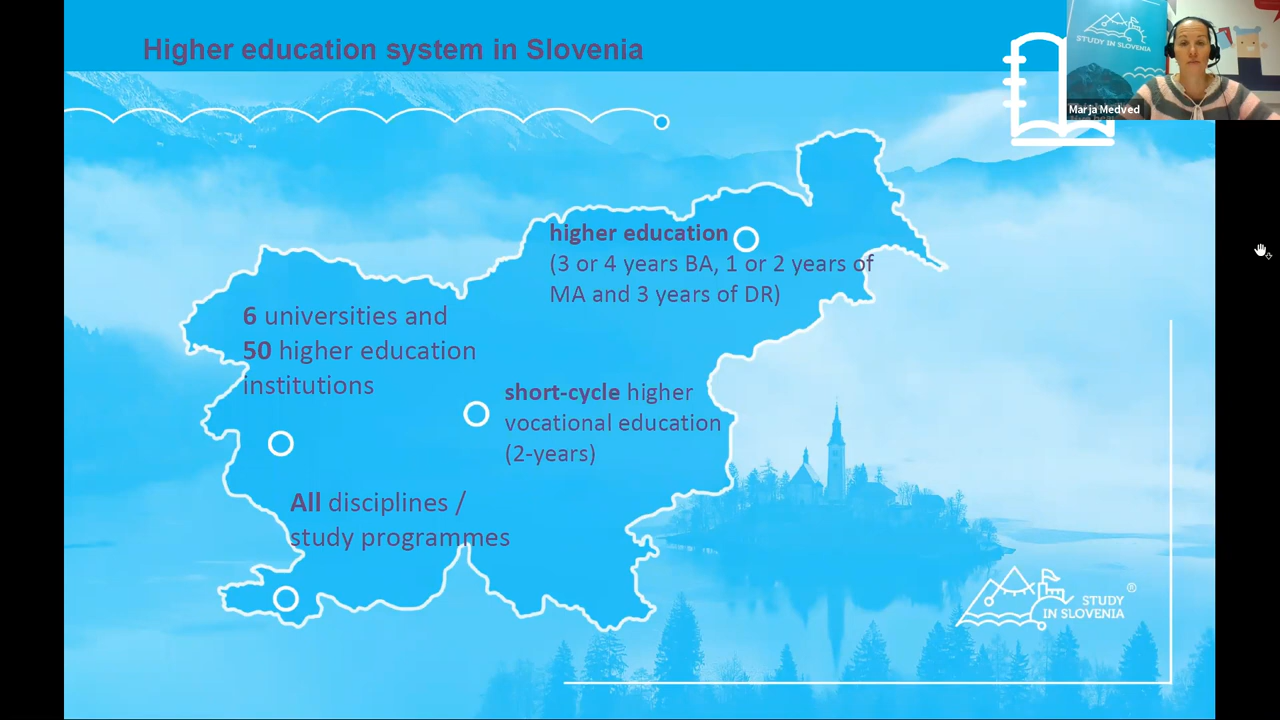 Higher education system in Slovenia
STUDY IN SLOVENIA
Marja Medved
higher education
(3 or 4 years BA, 1 or 2 years of
MA and 3 years of DR)
6 universities and
50 higher education
institutions
short-cycle higher
vocational education
(2-years)
All disciplines /
study programmes
STUDY
IN SLOVENIA
®